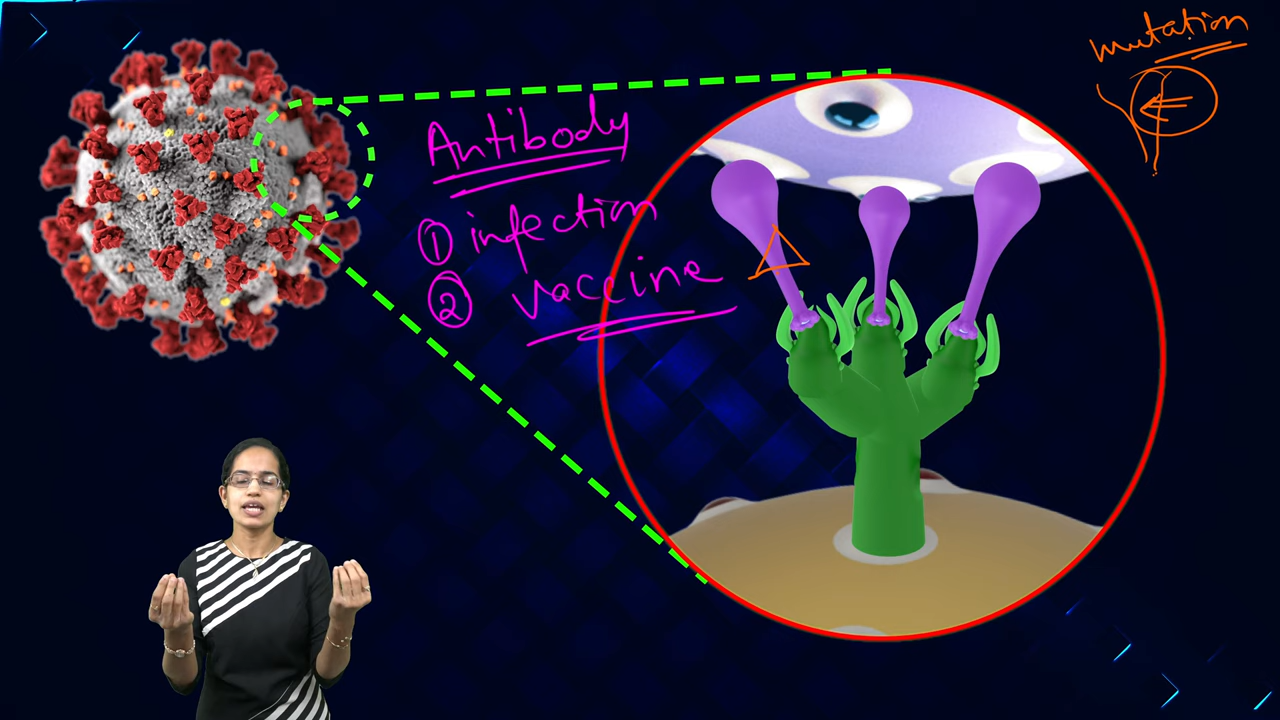 mutation
Antibody
① infection
② vaccine